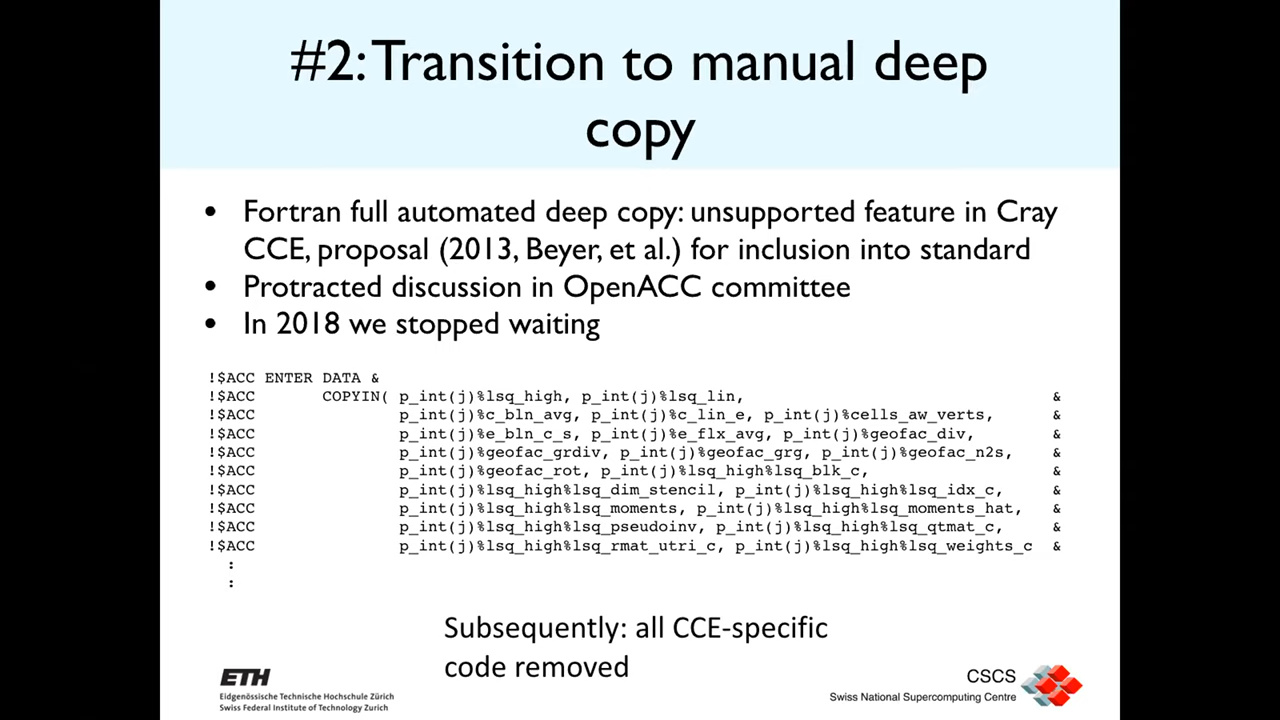 #2: Transition to manual deep
copy
• Fortran full automated deep copy: unsupported feature in Cray
CCE, proposal (2013, Beyer, et al.) for inclusion into standard
• Protracted discussion in OpenACC committee
• In 2018 we stopped waiting
!$ACC ENTER DATA &
!$ACC       COPYIN( p_int(j)%lsq_high, p_int(j)%lsq_lin,                                 &
!$ACC               p_int(j)%c_bln_avg, p_int(j)%c_lin_e, p_int(j)%cells_aw_verts,      &
!$ACC               p_int(j)%e_bln_c_s, p_int(j)%e_flx_avg, p_int(j)%geofac_div,        &
!$ACC               p_int(j)%geofac_grdiv, p_int(j)%geofac_grg, p_int(j)%geofac_n2s,    &
!$ACC               p_int(j)%geofac_rot, p_int(j)%lsq_high%lsq_blk_c,                   &
!$ACC               p_int(j)%lsq_high%lsq_dim_stencil, p_int(j)%lsq_high%lsq_idx_c,     &
!$ACC               p_int(j)%lsq_high%lsq_moments, p_int(j)%lsq_high%lsq_moments_hat,   &
!$ACC               p_int(j)%lsq_high%lsq_pseudoinv, p_int(j)%lsq_high%lsq_qtmat_c,     &
!$ACC               p_int(j)%lsq_high%lsq_rmat_utri_c, p_int(j)%lsq_high%lsq_weights_c  &
:
:
Subsequently: all CCE-specific
code removed
ETH
Eidgenössische Technische Hochschule Zürich
Swiss Federal Institute of Technology Zurich
CSCS
Swiss National Supercomputing Centre